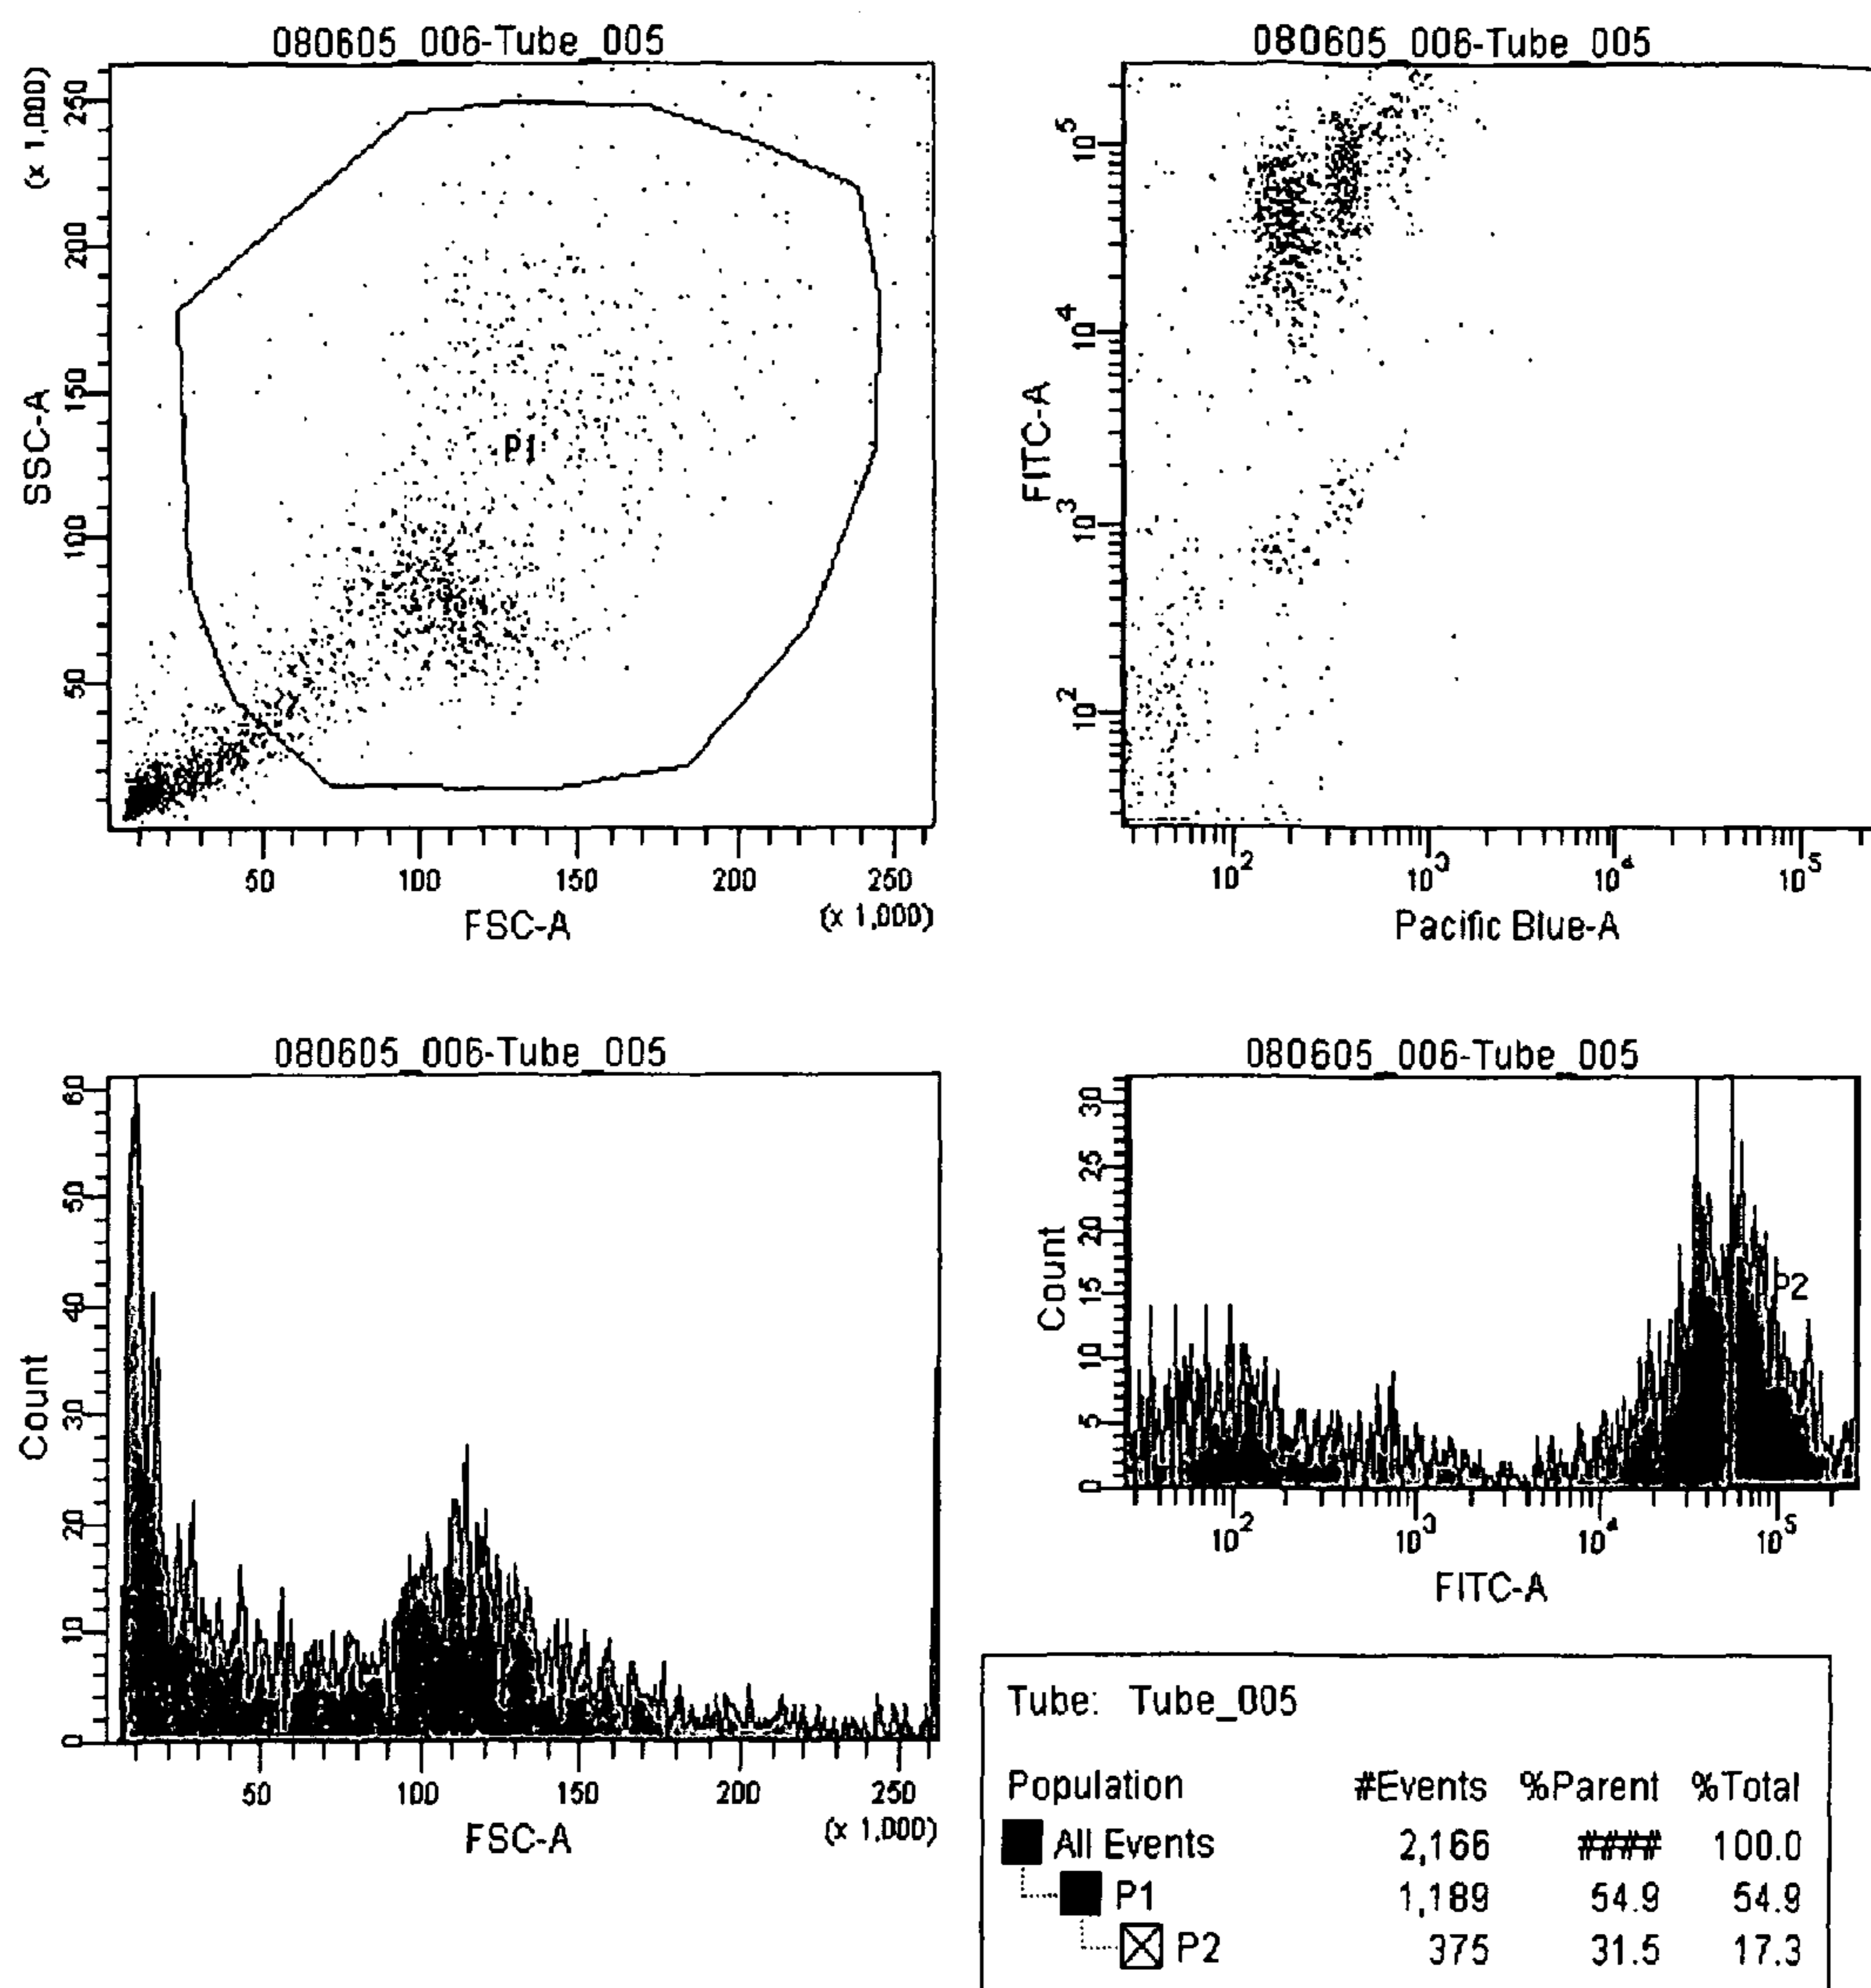 080605_006-Tube_005
(x 1,000)
SSC-A
250
200
150
100
50
P1
50 100 150 200 250
FSC-A (x 1,000)
080605_006-Tube_005
FITC-A
10^5
10^4
10^3
10^2
10^2 10^3 10^4 10^5
Pacific Blue-A
080605_006-Tube_005
Count
60
50
40
30
20
10
0
50 100 150 200 250
FSC-A (x 1,000)
080605_006-Tube_005
Count
30
25
20
15
10
5
0
P2
10^2 10^3 10^4 10^5
FITC-A
Tube: Tube_005
Population #Events %Parent %Total
All Events 2,166 #### 100.0
P1 1,189 54.9 54.9
P2 375 31.5 17.3